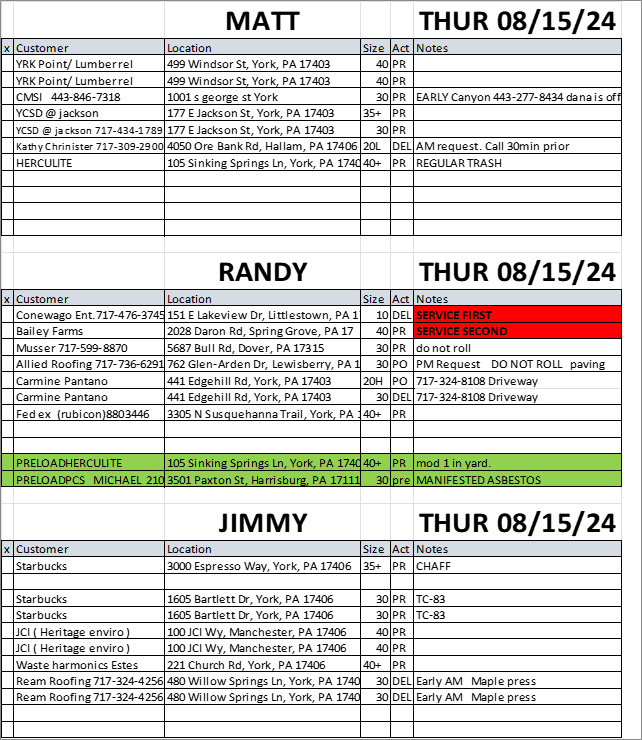 MATT THUR 08/15/24
x Customer Location Size Act Notes
YRK Point/ Lumber rel 499 Windsor St, York, PA 17403 40 PR
YRK Point/ Lumber rel 499 Windsor St, York, PA 17403 40 PR
CMSI 443-846-7318 1001 s george st York 30 PR EARLY Canyon 443-277-8434 dana is off
YCSD @ jackson 177 E Jackson St, York, PA 17403 35+ PR
YCSD @ jackson 717-434-1789 177 E Jackson St, York, PA 17403 30 PR
Kathy Chrinister 717-309-2900 4050 Ore Bank Rd, Hallam, PA 17406 20L DEL AM request. Call 30min prior
HERCULITE 105 Sinking Springs Ln, York, PA 1740 40+ PR REGULAR TRASH
RANDY THUR 08/15/24
x Customer Location Size Act Notes
Conewago Ent.717-476-3745 151 E Lakeview Dr, Littlestown, PA 1 10 DEL SERVICE FIRST
Bailey Farms 2028 Daron Rd, Spring Grove, PA 17 40 PR SERVICE SECOND
Musser 717-599-8870 5687 Bull Rd, Dover, PA 17315 30 PR do not roll
Allied Roofing 717-736-6291 762 Glen-Arden Dr, Lewisberry, PA 1 30 PO PM Request DO NOT ROLL paving
Carmine Pantano 441 Edgehill Rd, York, PA 17403 20H PO 717-324-8108 Driveway
Carmine Pantano 441 Edgehill Rd, York, PA 17403 30 DEL 717-324-8108 Driveway
Fed ex (rubicon)8803446 3305 N Susquehanna Trail, York, PA 1 40+ PR
PRELOADHERCULITE 105 Sinking Springs Ln, York, PA 1740 40+ PR mod 1 in yard.
PRELOADPCS MICHAEL 210 3501 Paxton St, Harrisburg, PA 17111 30 pre MANIFESTED ASBESTOS
JIMMY THUR 08/15/24
x Customer Location Size Act Notes
Starbucks 3000 Espresso Way, York, PA 17406 35+ PR CHAFF
Starbucks 1605 Bartlett Dr, York, PA 17406 30 PR TC-83
Starbucks 1605 Bartlett Dr, York, PA 17406 30 PR TC-83
JCI ( Heritage enviro ) 100 JCI Wy, Manchester, PA 17406 40 PR
JCI ( Heritage enviro ) 100 JCI Wy, Manchester, PA 17406 40 PR
Waste harmonics Estes 221 Church Rd, York, PA 17406 40+ PR
Ream Roofing 717-324-4256 480 Willow Springs Ln, York, PA 1740 30 DEL Early AM Maple press
Ream Roofing 717-324-4256 480 Willow Springs Ln, York, PA 1740 30 DEL Early AM Maple press